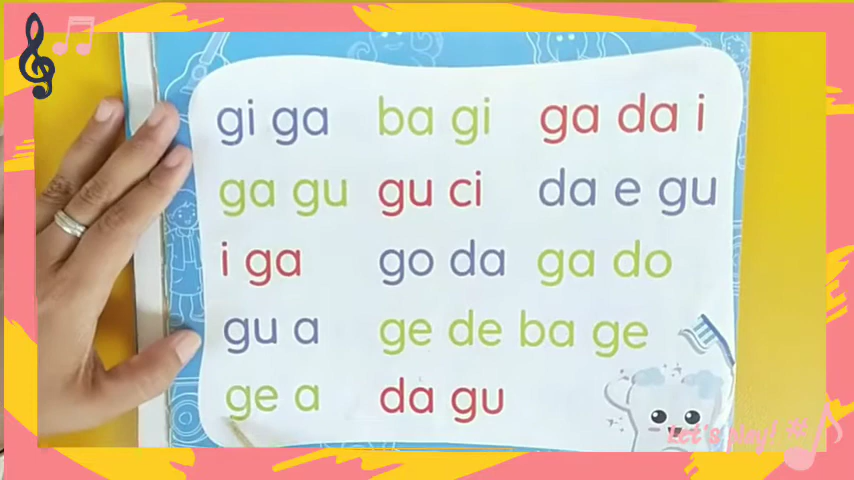 gi ga ba gi ga da i
ga gu gu ci da e gu
i ga go da ga do
gu a ge de ba ge
ge a da gu
Let's play!